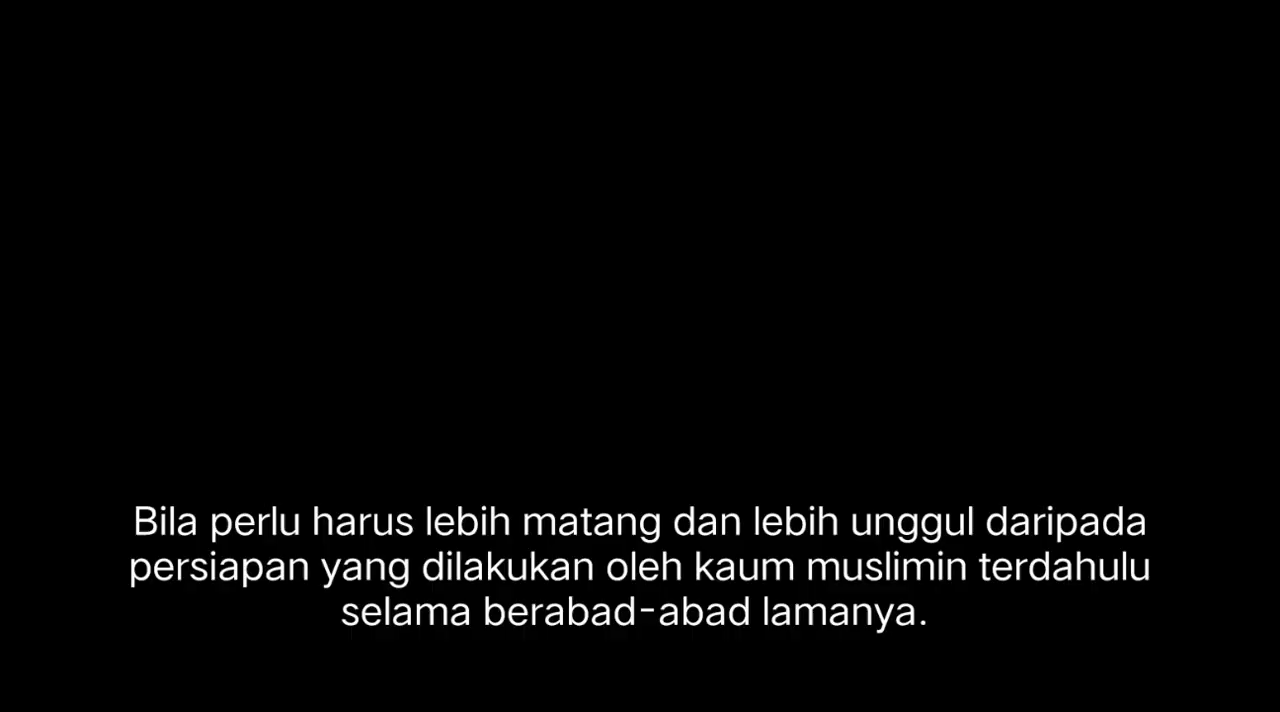 Bila perlu harus lebih matang dan lebih unggul daripada
persiapan yang dilakukan oleh kaum muslimin terdahulu
selama berabad-abad lamanya.